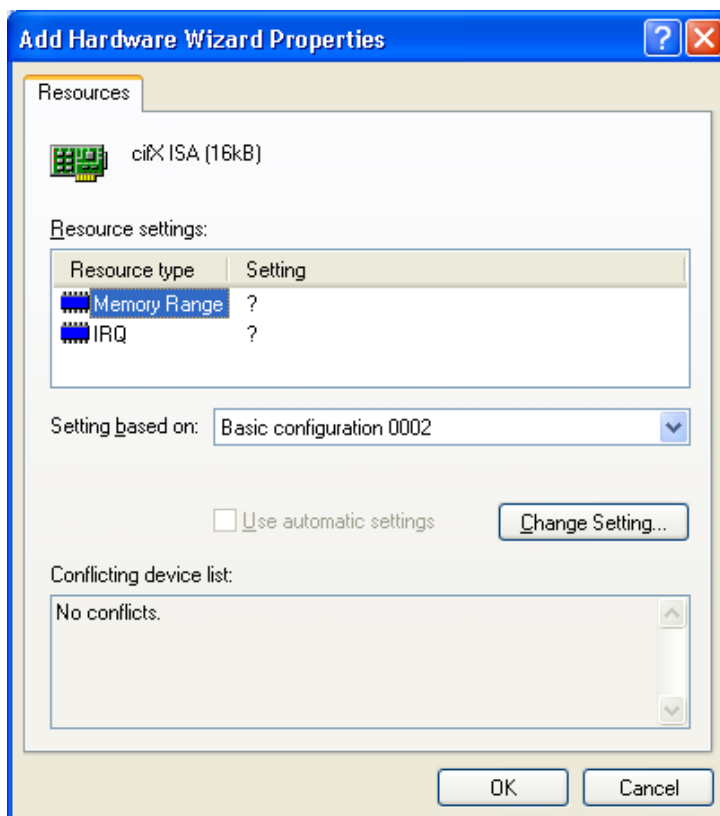 Add Hardware Wizard Properties
?
Resources
cifX ISA (16kB)
Resource settings:
Resource type Setting
Memory Range ?
IRQ ?
Setting based on: Basic configuration 0002
Use automatic settings Change Setting...
Conflicting device list:
No conflicts.
OK Cancel